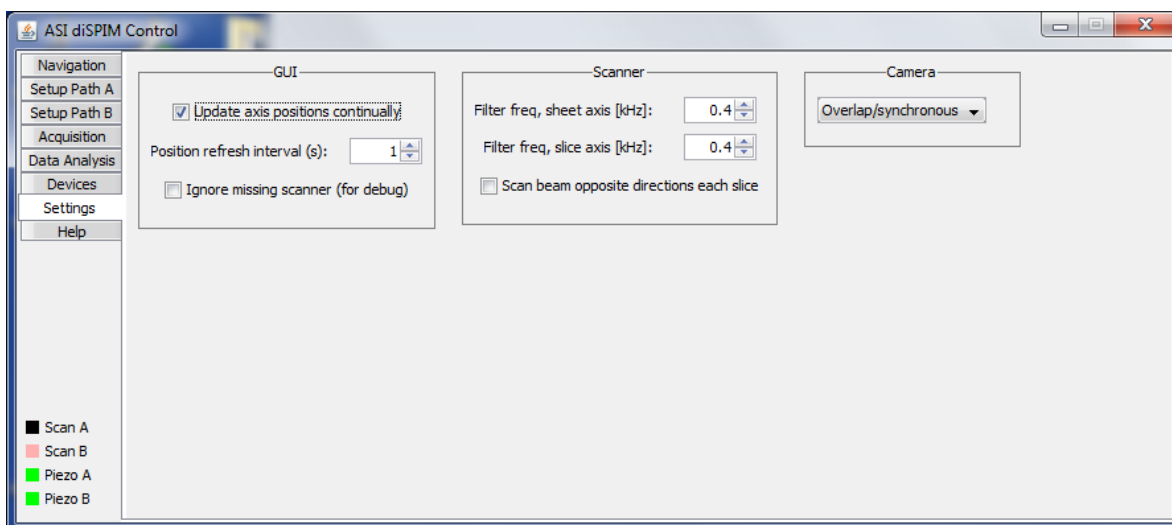 ASI diSPIM Control
Navigation
Setup Path A
Setup Path B
Acquisition
Data Analysis
Devices
Settings
Help
GUI
Update axis positions continually
Position refresh interval (s): 1
Ignore missing scanner (for debug)
Scanner
Filter freq, sheet axis [kHz]: 0.4
Filter freq, slice axis [kHz]: 0.4
Scan beam opposite directions each slice
Camera
Overlap/synchronous
Scan A
Scan B
Piezo A
Piezo B